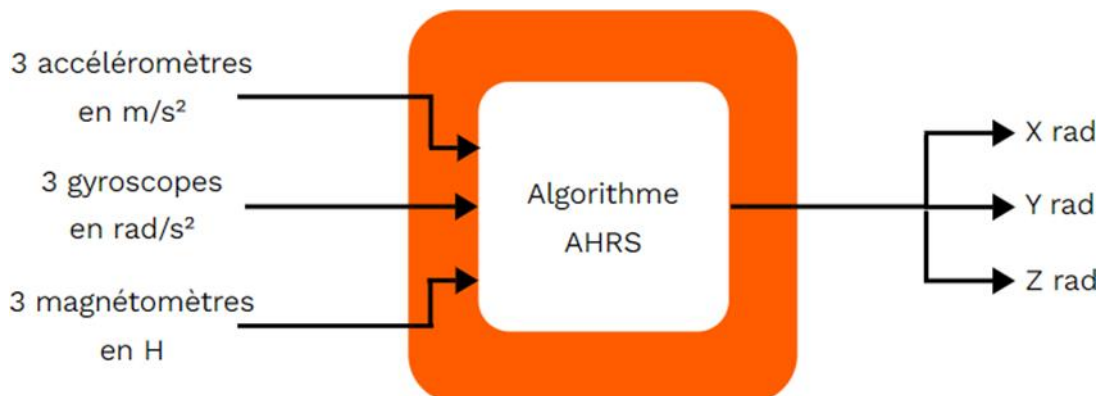 3 accéléromètres
en m/s²
3 gyroscopes
en rad/s²
3 magnétomètres
en H
Algorithme
AHRS
X rad
Y rad
Z rad